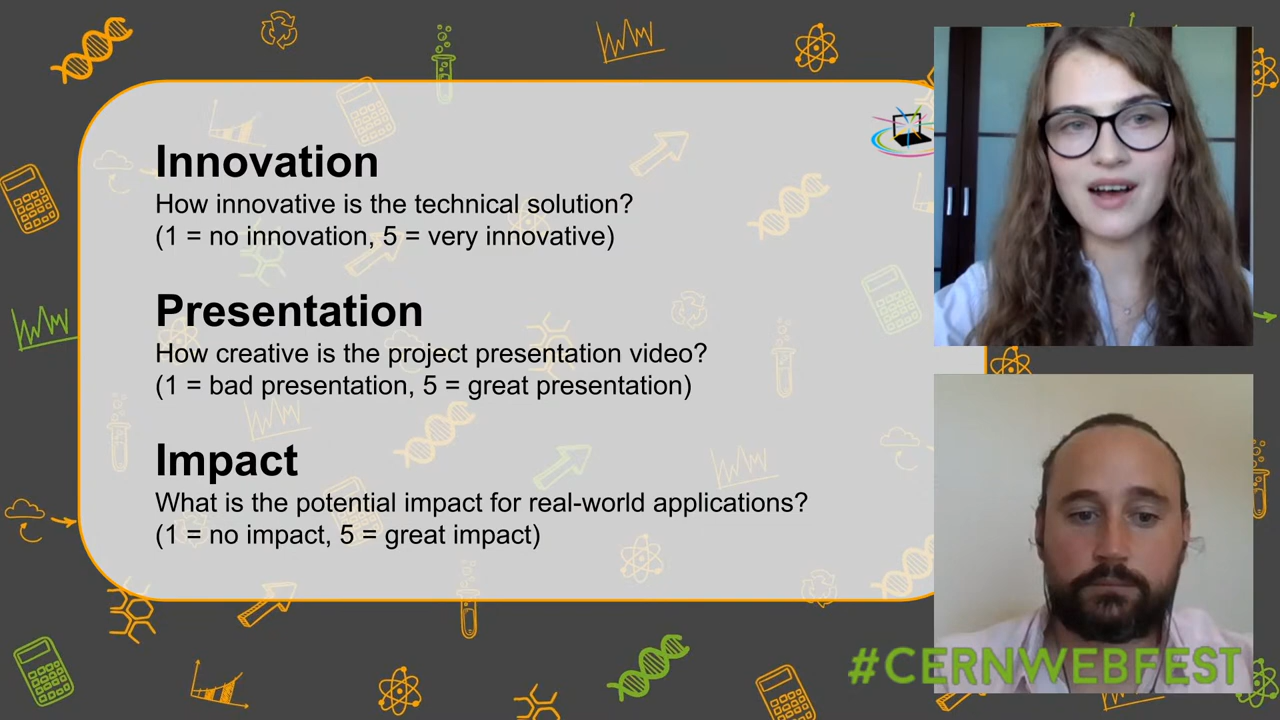 Innovation
How innovative is the technical solution?
(1 = no innovation, 5 = very innovative)
Presentation
How creative is the project presentation video?
(1 = bad presentation, 5 = great presentation)
Impact
What is the potential impact for real-world applications?
(1 = no impact, 5 = great impact)
#CERNWEBFEST